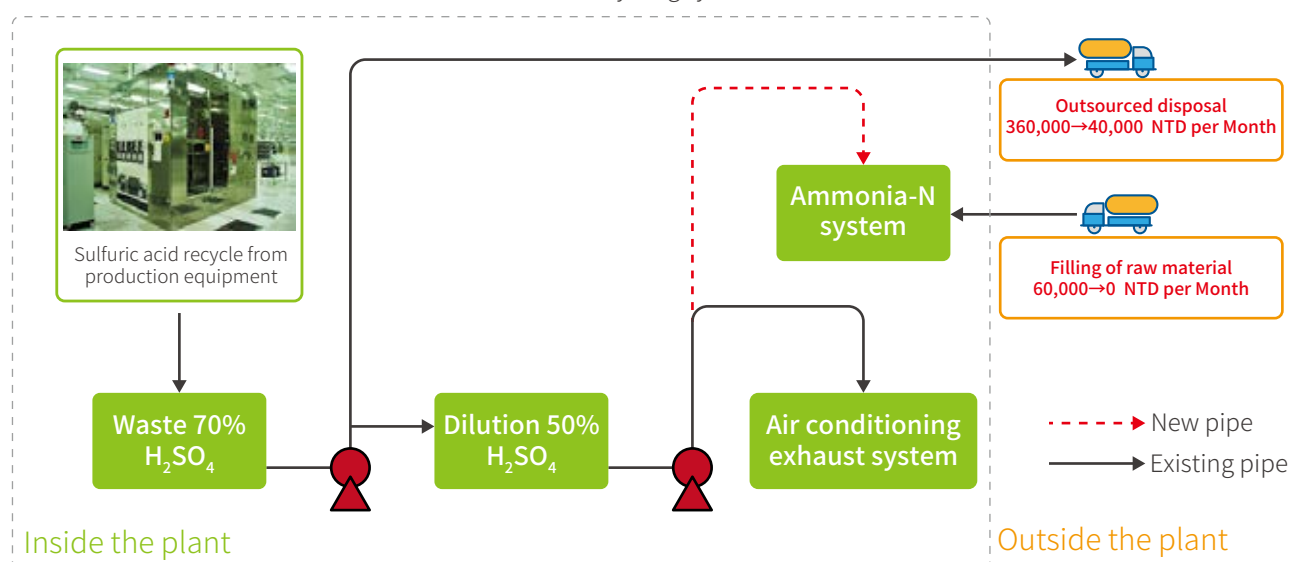 Outsourced disposal
360,000→40,000 NTD per Month
Ammonia-N
system
Sulfuric acid recycle from
production equipment
Filling of raw material
60,000→0 NTD per Month
Waste 70%
H₂SO₄
Dilution 50%
H₂SO₄
Air conditioning
exhaust system
New pipe
Existing pipe
Inside the plant
Outside the plant